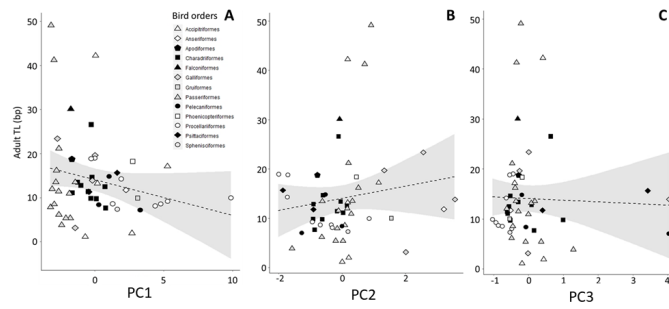 Bird orders
A
Accipitriformes
Anseriformes
Apodiformes
Charadriiformes
Falconiformes
Galliformes
Gruiformes
Passeriformes
Pelecaniformes
Phoenicopteriformes
Procellariiformes
Psittaciformes
Sphenisciformes
Adult TL (bp)
50
40
30
20
10
0
0
5
10
PC1
B
50
40
30
20
10
0
-2
0
2
PC2
C
50
40
30
20
10
0
-1
0
1
2
3
4
PC3